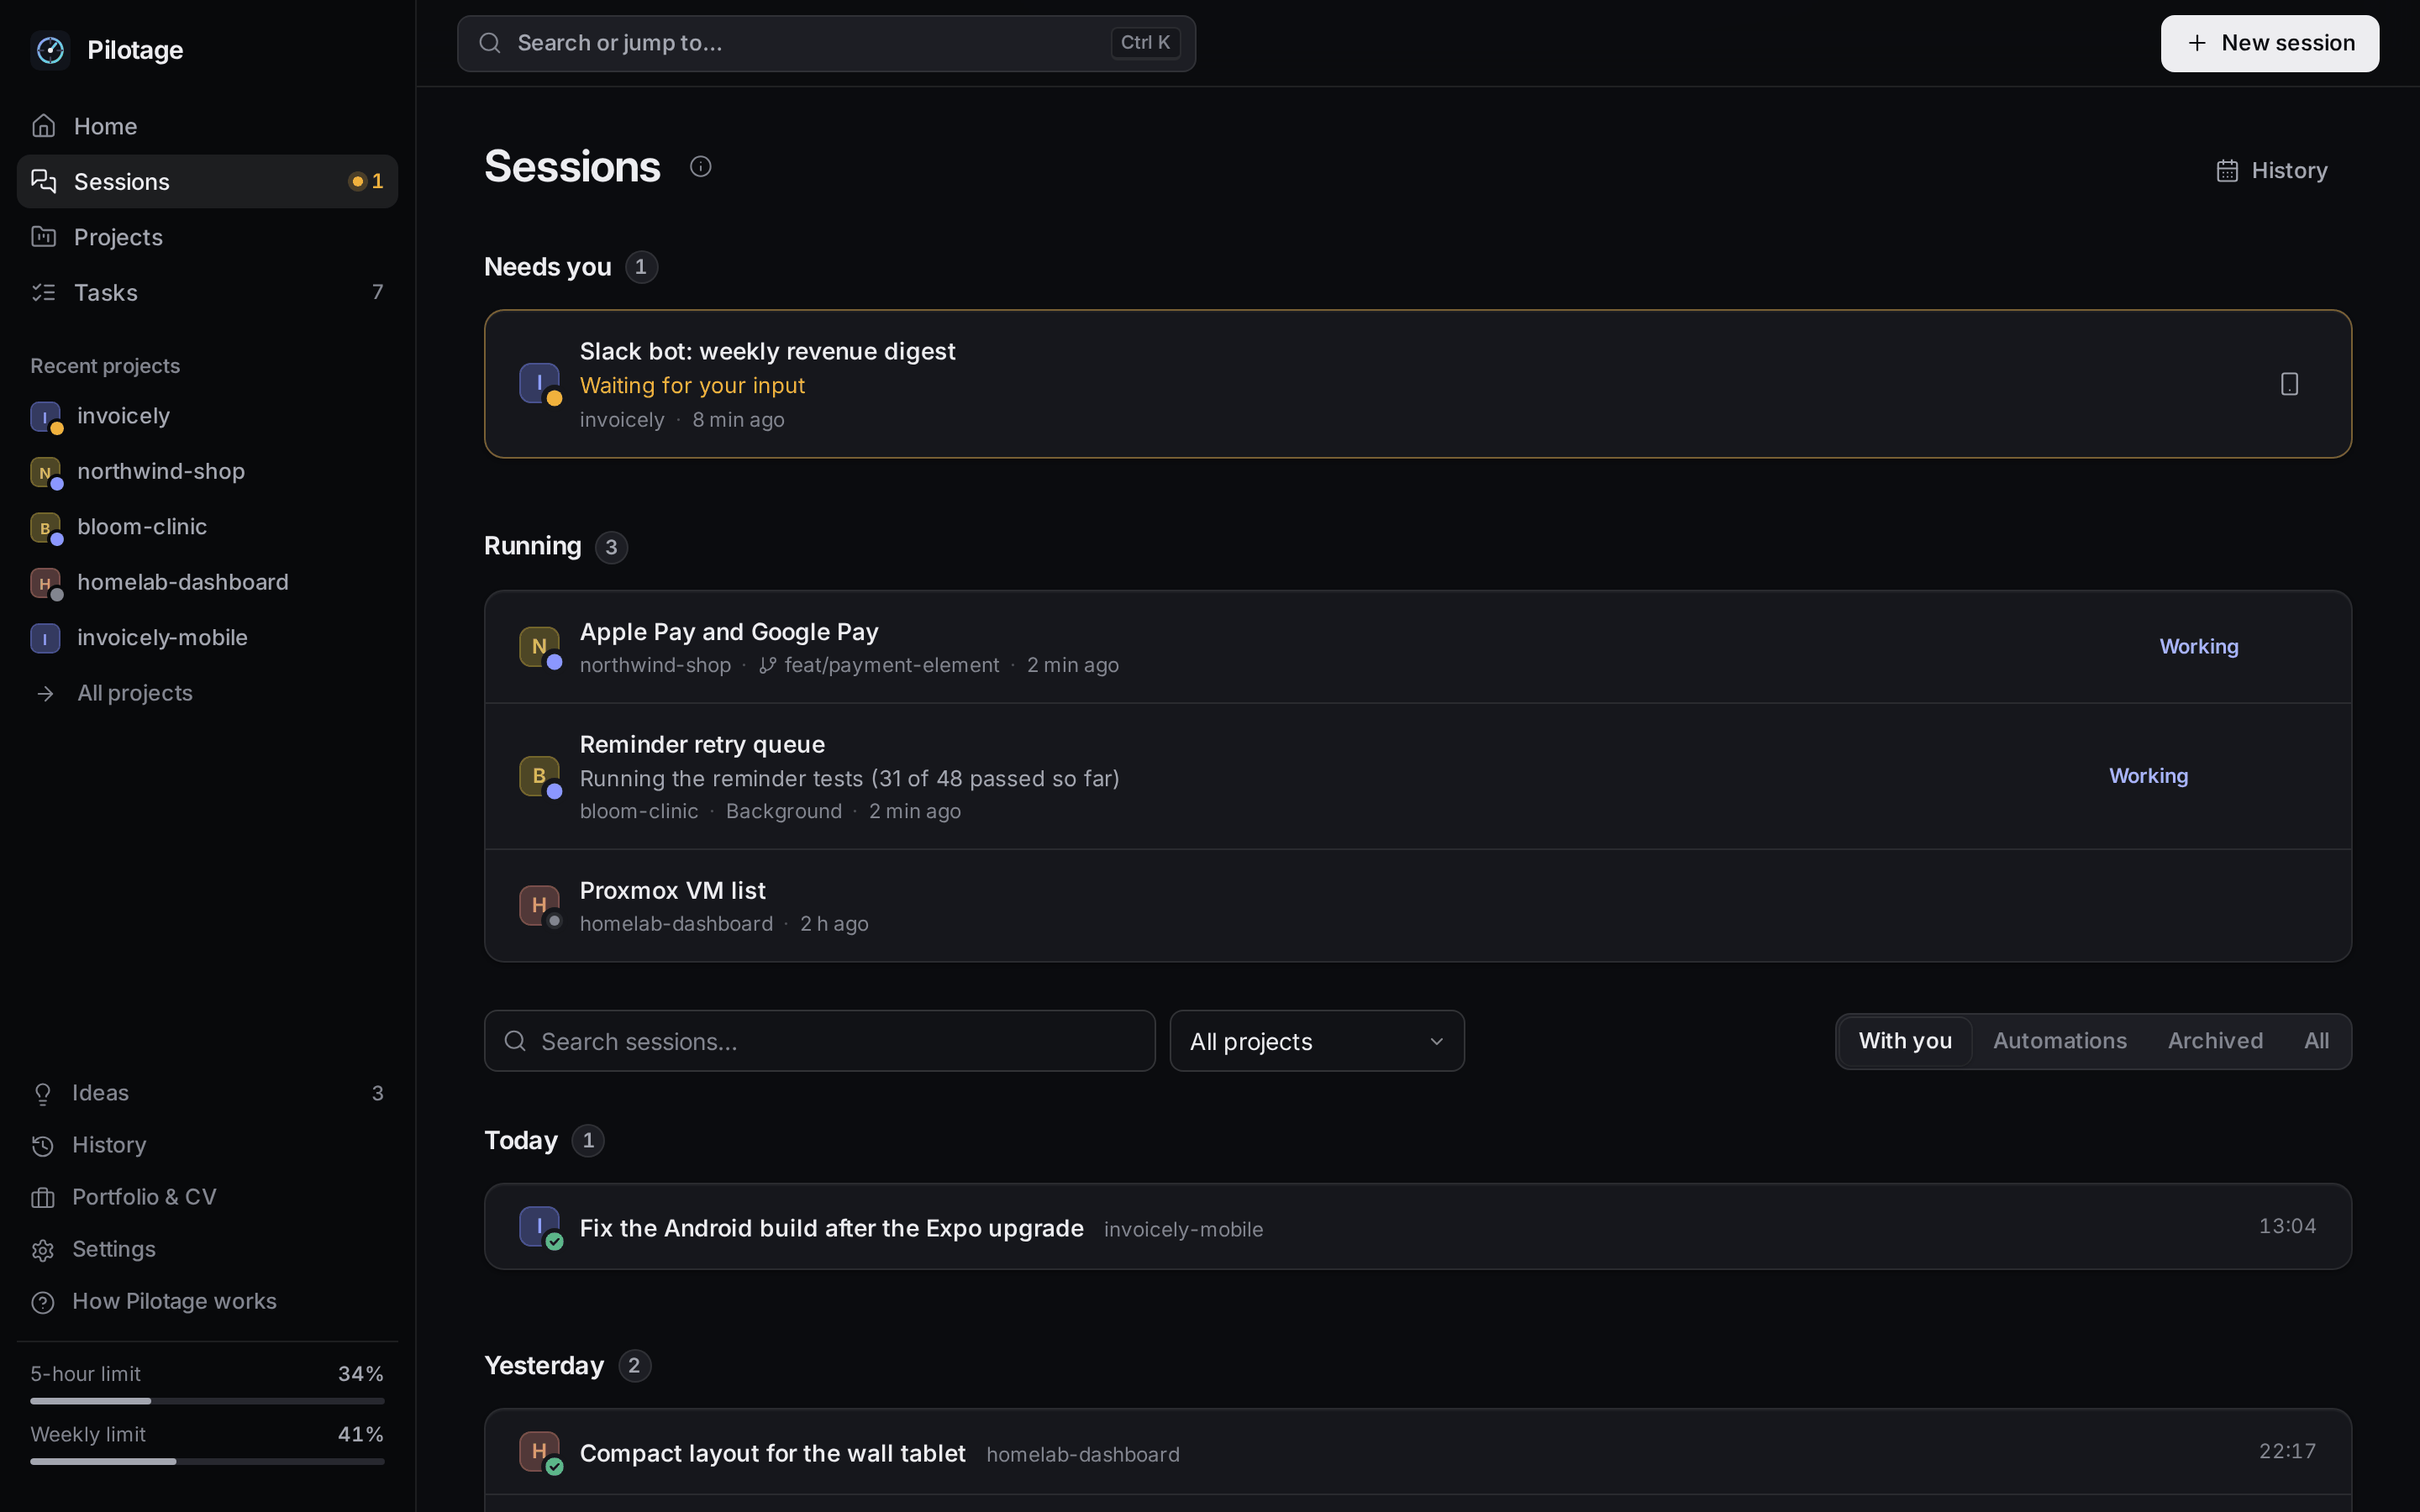 Pilotage
Home
Sessions 1
Projects
Tasks 7
Recent projects
I invoicely
N northwind-shop
B bloom-clinic
H homelab-dashboard
I invoicely-mobile
All projects
Ideas 3
History
Portfolio & CV
Settings
How Pilotage works
5-hour limit 34%
Weekly limit 41%
Search or jump to... Ctrl K
New session
Sessions
History
Needs you 1
I
Slack bot: weekly revenue digest
Waiting for your input
invoicely · 8 min ago
Running 3
N
Apple Pay and Google Pay
northwind-shop · feat/payment-element · 2 min ago
Working
B
Reminder retry queue
Running the reminder tests (31 of 48 passed so far)
bloom-clinic · Background · 2 min ago
Working
H
Proxmox VM list
homelab-dashboard · 2 h ago
Search sessions...
All projects
With you Automations Archived All
Today 1
I Fix the Android build after the Expo upgrade invoicely-mobile 13:04
Yesterday 2
H Compact layout for the wall tablet homelab-dashboard 22:17